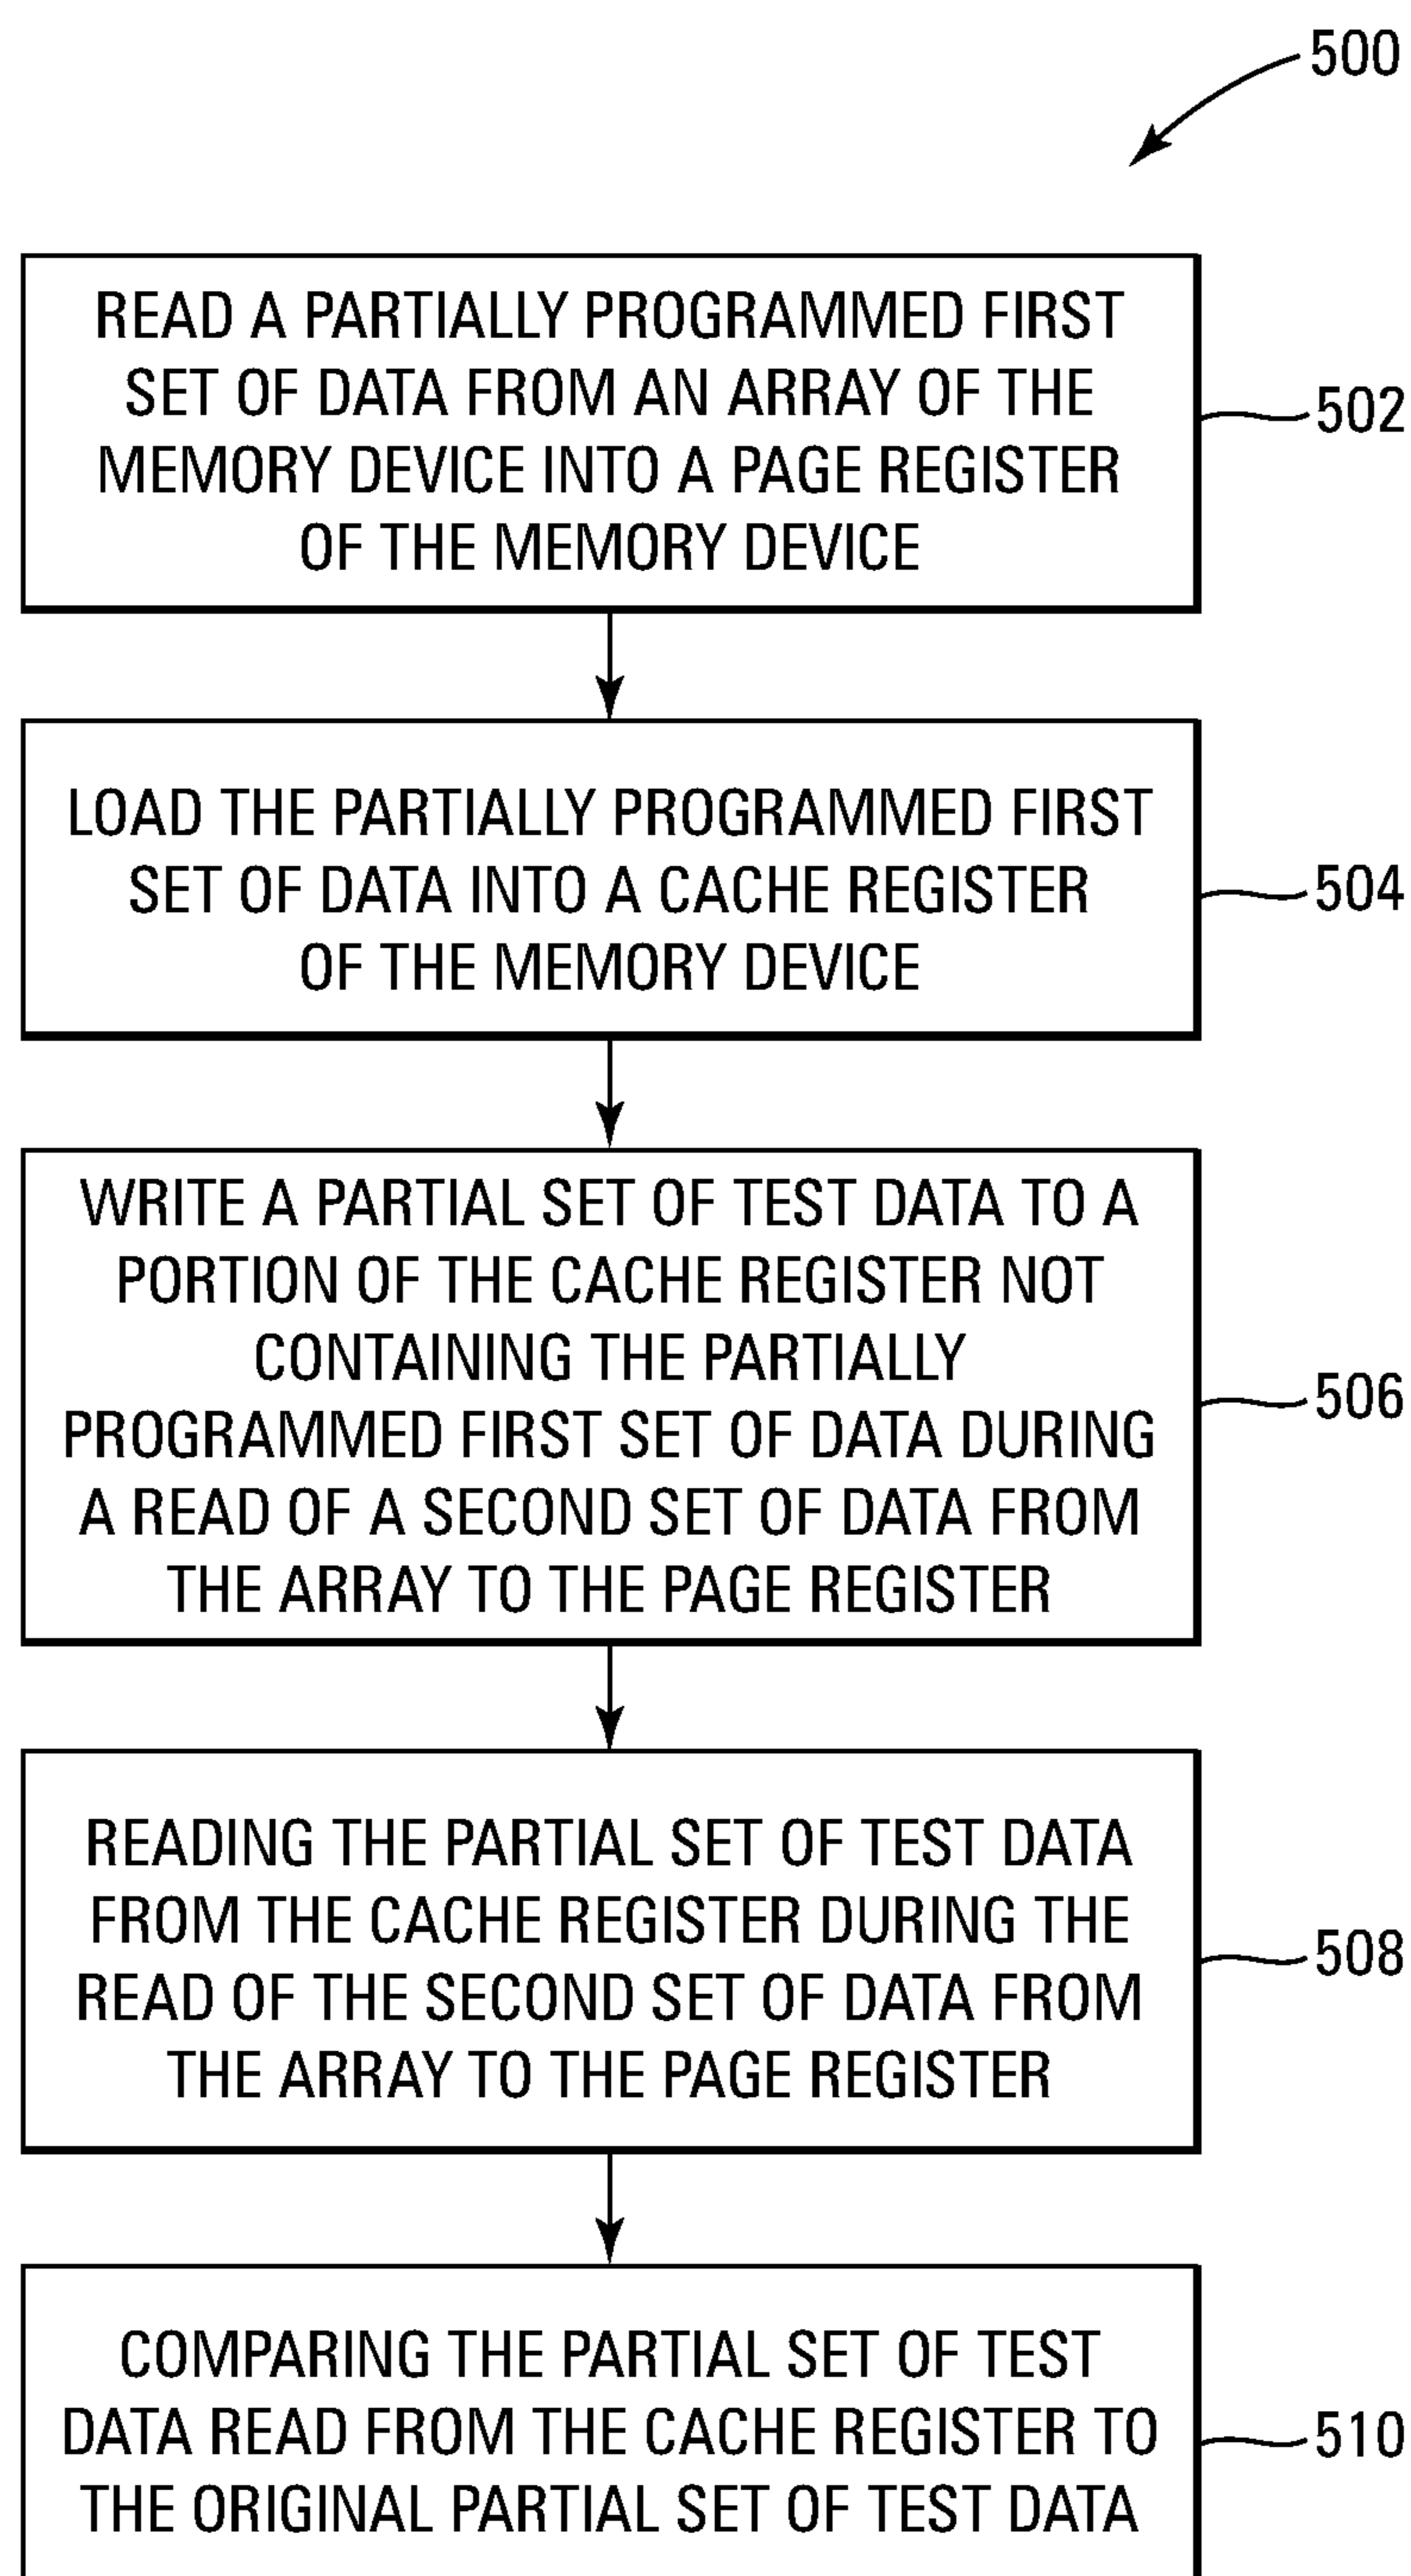 500
READ A PARTIALLY PROGRAMMED FIRST
SET OF DATA FROM AN ARRAY OF THE
MEMORY DEVICE INTO A PAGE REGISTER
OF THE MEMORY DEVICE
502
LOAD THE PARTIALLY PROGRAMMED FIRST
SET OF DATA INTO A CACHE REGISTER
OF THE MEMORY DEVICE
504
WRITE A PARTIAL SET OF TEST DATA TO A
PORTION OF THE CACHE REGISTER NOT
CONTAINING THE PARTIALLY
PROGRAMMED FIRST SET OF DATA DURING
A READ OF A SECOND SET OF DATA FROM
THE ARRAY TO THE PAGE REGISTER
506
READING THE PARTIAL SET OF TEST DATA
FROM THE CACHE REGISTER DURING THE
READ OF THE SECOND SET OF DATA FROM
THE ARRAY TO THE PAGE REGISTER
508
COMPARING THE PARTIAL SET OF TEST
DATA READ FROM THE CACHE REGISTER TO
THE ORIGINAL PARTIAL SET OF TEST DATA
510